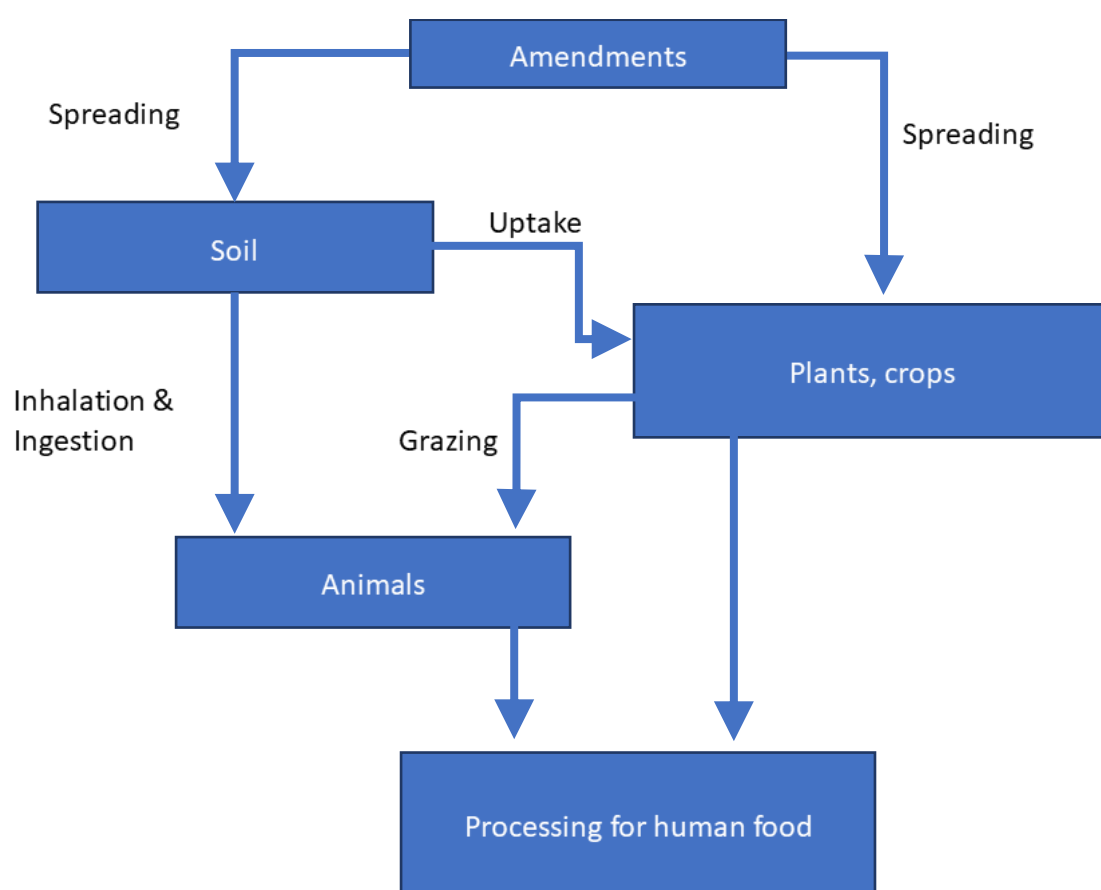 Amendments
Spreading
Spreading
Soil
Uptake
Plants, crops
Inhalation &
Ingestion
Grazing
Animals
Processing for human food